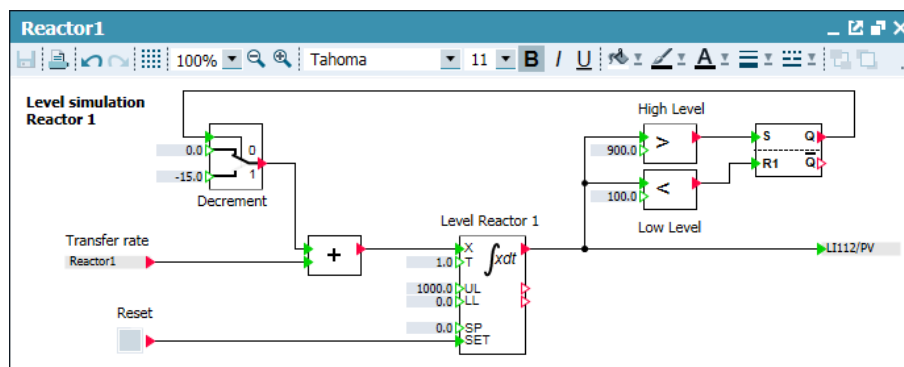 Reactor1
100%
Tahoma
11
B
I
U
A
Level simulation
Reactor 1
High Level
0.0
0
-15.0
1
Decrement
>
900.0
S
Q
R1
Q
<
100.0
Low Level
Level Reactor 1
Transfer rate
Reactor1
+
X
∫xdt
1.0
T
1000.0
UL
0.0
LL
0.0
SP
SET
LI112/PV
Reset